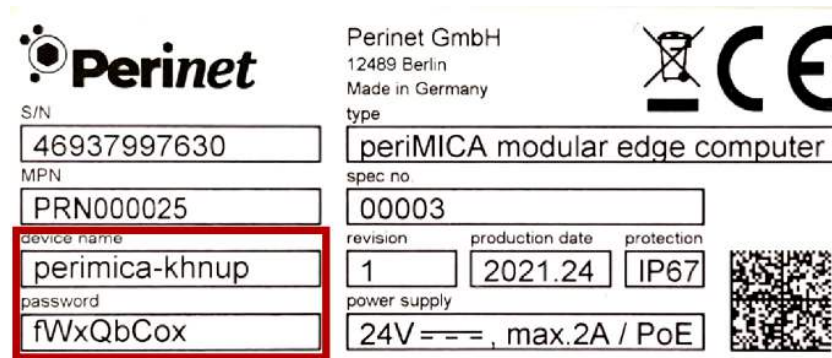 Perinet
Perinet GmbH
12489 Berlin
Made in Germany
S/N
46937997630
type
periMICA modular edge computer
MPN
PRN000025
spec no.
00003
device name
perimica-khnup
revision
1
production date
2021.24
protection
IP67
password
fWxQbCox
power supply
24V ⎓, max.2A / PoE